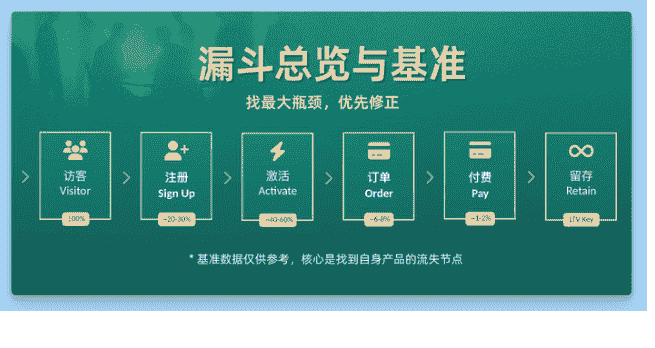 漏斗总览与基准
找最大瓶颈，优先修正
访客
Visitor
100%
注册
Sign Up
~20-30%
激活
Activate
~40-60%
订单
Order
~6-8%
付费
Pay
~1-2%
留存
Retain
LTV Key
* 基准数据仅供参考，核心是找到自身产品的流失节点